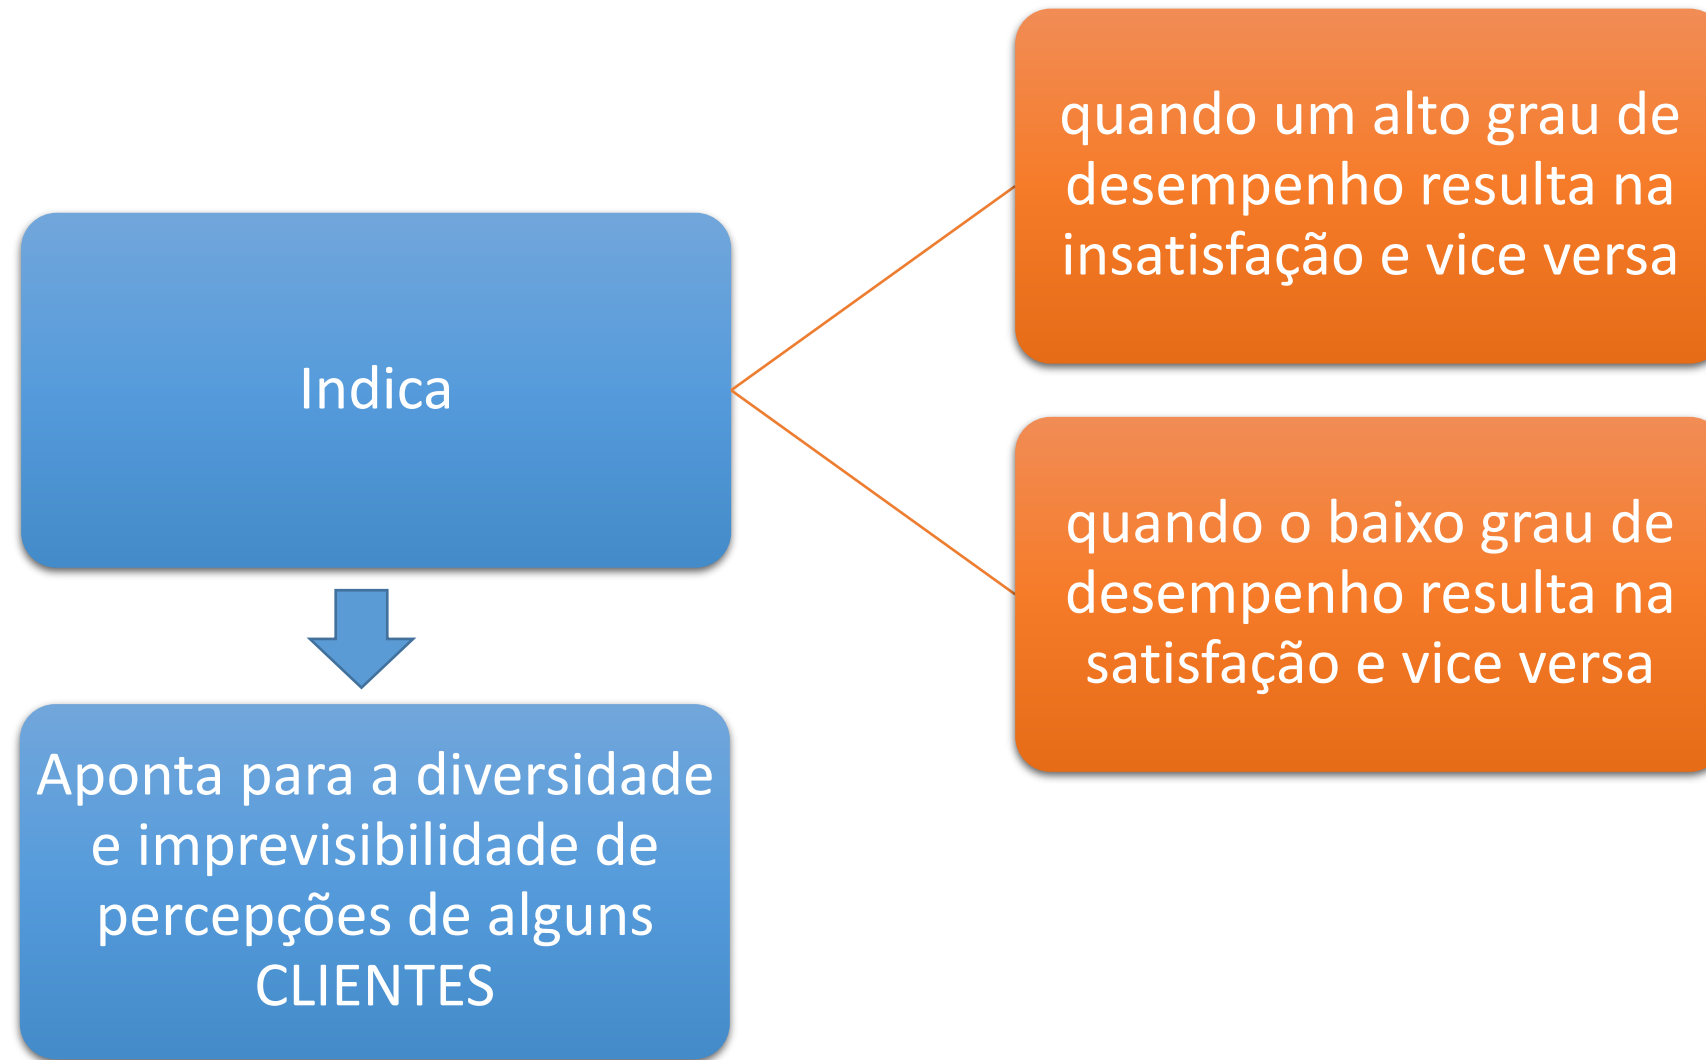 Indica
quando um alto grau de
desempenho resulta na
insatisfação e vice versa
quando o baixo grau de
desempenho resulta na
satisfação e vice versa
Aponta para a diversidade
e imprevisibilidade de
percepções de alguns
CLIENTES